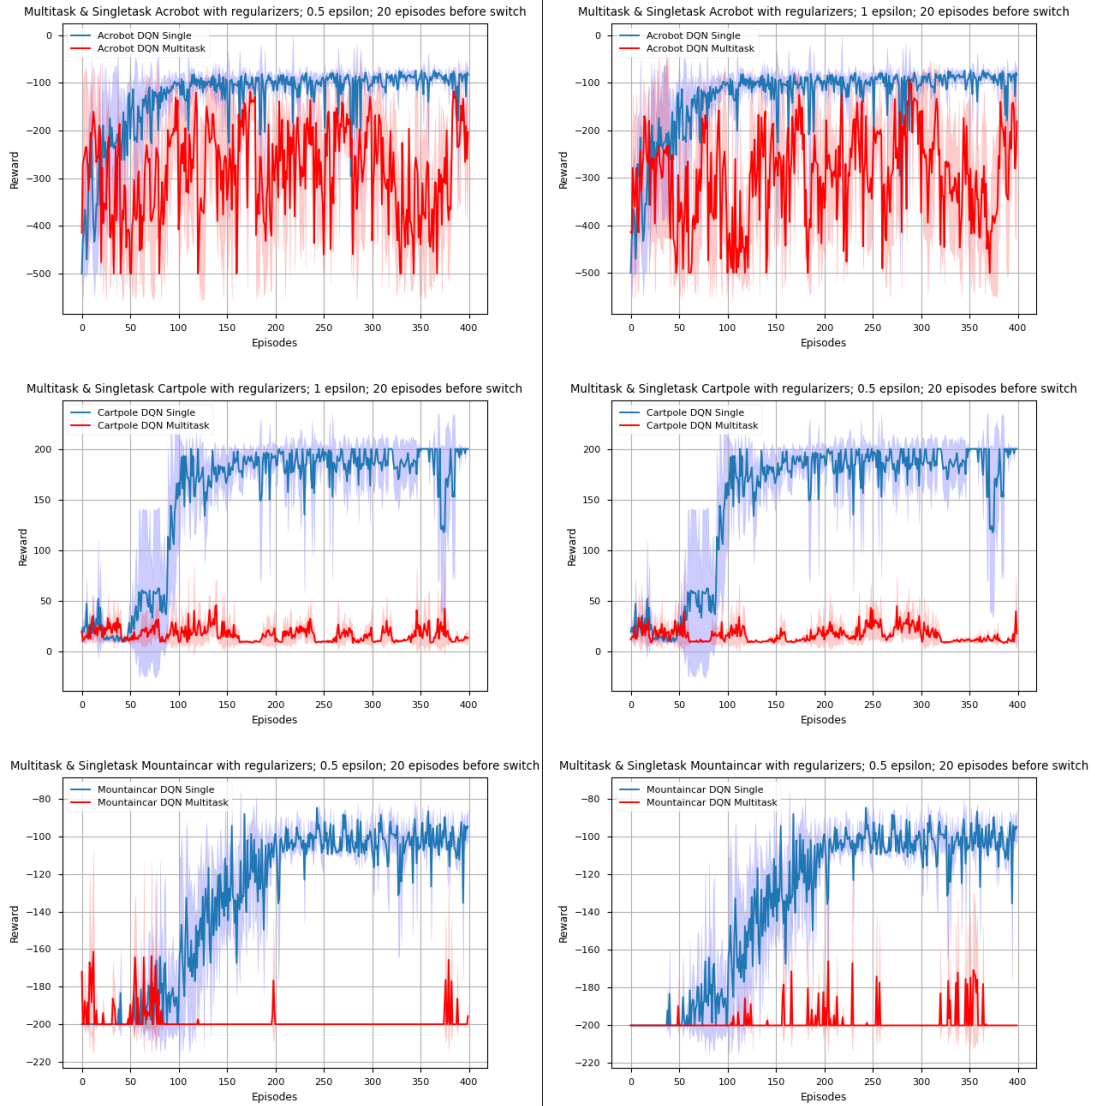 Multitask & Singletask Acrobot with regularizers; 0.5 epsilon; 20 episodes before switch
Acrobot DQN Single
Acrobot DQN Multitask
0
−100
−200
−300
−400
−500
Reward
0 50 100 150 200 250 300 350 400
Episodes
Multitask & Singletask Acrobot with regularizers; 1 epsilon; 20 episodes before switch
Acrobot DQN Single
Acrobot DQN Multitask
0
−100
−200
−300
−400
−500
Reward
0 50 100 150 200 250 300 350 400
Episodes
Multitask & Singletask Cartpole with regularizers; 1 epsilon; 20 episodes before switch
Cartpole DQN Single
Cartpole DQN Multitask
200
150
100
50
0
Reward
0 50 100 150 200 250 300 350 400
Episodes
Multitask & Singletask Cartpole with regularizers; 0.5 epsilon; 20 episodes before switch
Cartpole DQN Single
Cartpole DQN Multitask
200
150
100
50
0
Reward
0 50 100 150 200 250 300 350 400
Episodes
Multitask & Singletask Mountaincar with regularizers; 0.5 epsilon; 20 episodes before switch
Mountaincar DQN Single
Mountaincar DQN Multitask
−80
−100
−120
−140
−160
−180
−200
−220
Reward
0 50 100 150 200 250 300 350 400
Episodes
Multitask & Singletask Mountaincar with regularizers; 0.5 epsilon; 20 episodes before switch
Mountaincar DQN Single
Mountaincar DQN Multitask
−80
−100
−120
−140
−160
−180
−200
−220
Reward
0 50 100 150 200 250 300 350 400
Episodes